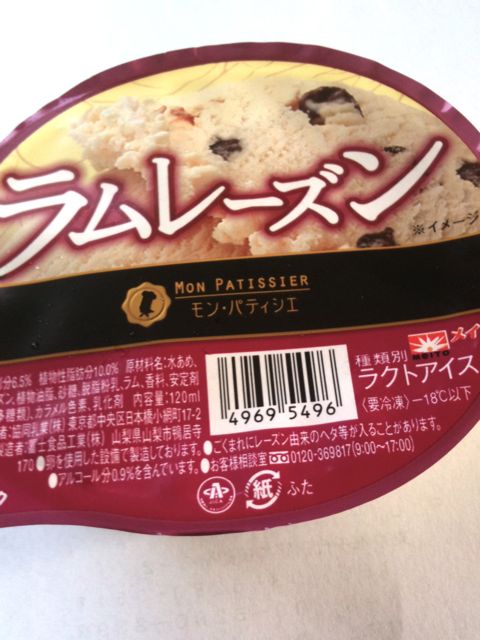 ラムレーズン
※イメージ
MON PATISSIER
モン・パティシエ
分6.5% 植物性脂肪分10.0% 原材料名:水あめ、
ズン、植物油脂、砂糖、脱脂粉乳、ラム、香料、安定剤
多糖類)、カラメル色素、乳化剤 内容量:120ml
者:協同乳業(株) 東京都中央区日本橋小網町17-2
製造者:富士食品工業(株) 山梨県山梨市鴨居寺
170 ●卵を使用した設備で製造しております。
●アルコール分0.9%を含んでいます。
4969 5496
MEITO
メイ
種類別
ラクトアイス
〈要冷凍〉-18℃以下
●ごくまれにレーズン由来のヘタ等が入ることがあります。
●お客様相談室 0120-369817(9:00~17:00)
紙 ふた